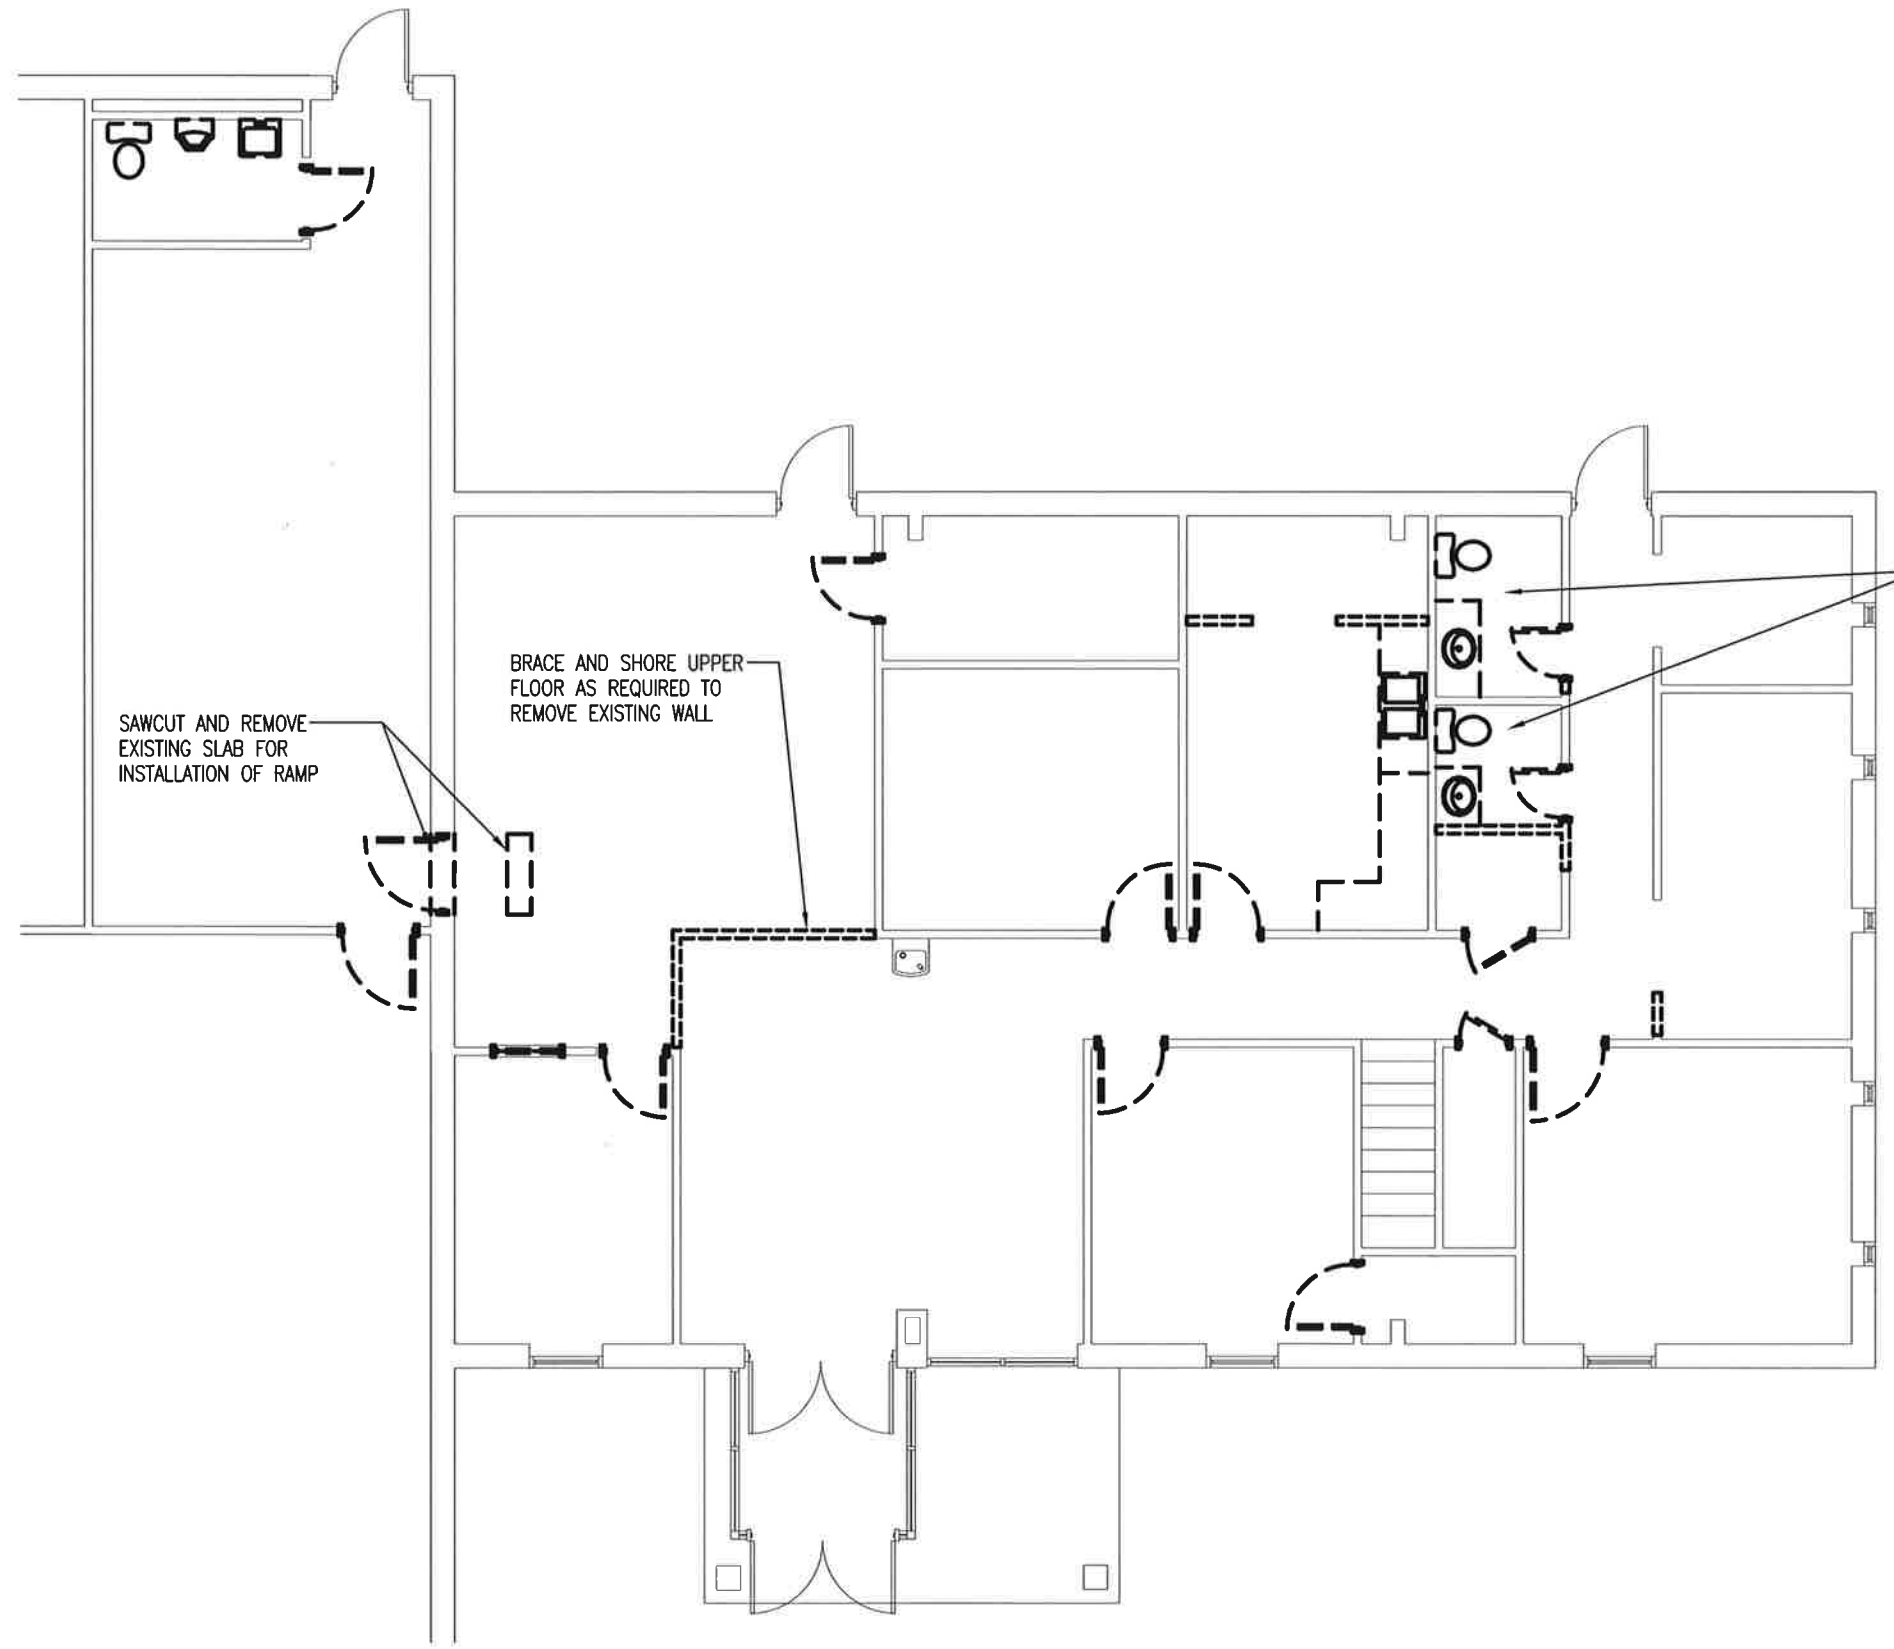 BRACE AND SHORE UPPER
FLOOR AS REQUIRED TO
REMOVE EXISTING WALL
SAWCUT AND REMOVE
EXISTING SLAB FOR
INSTALLATION OF RAMP